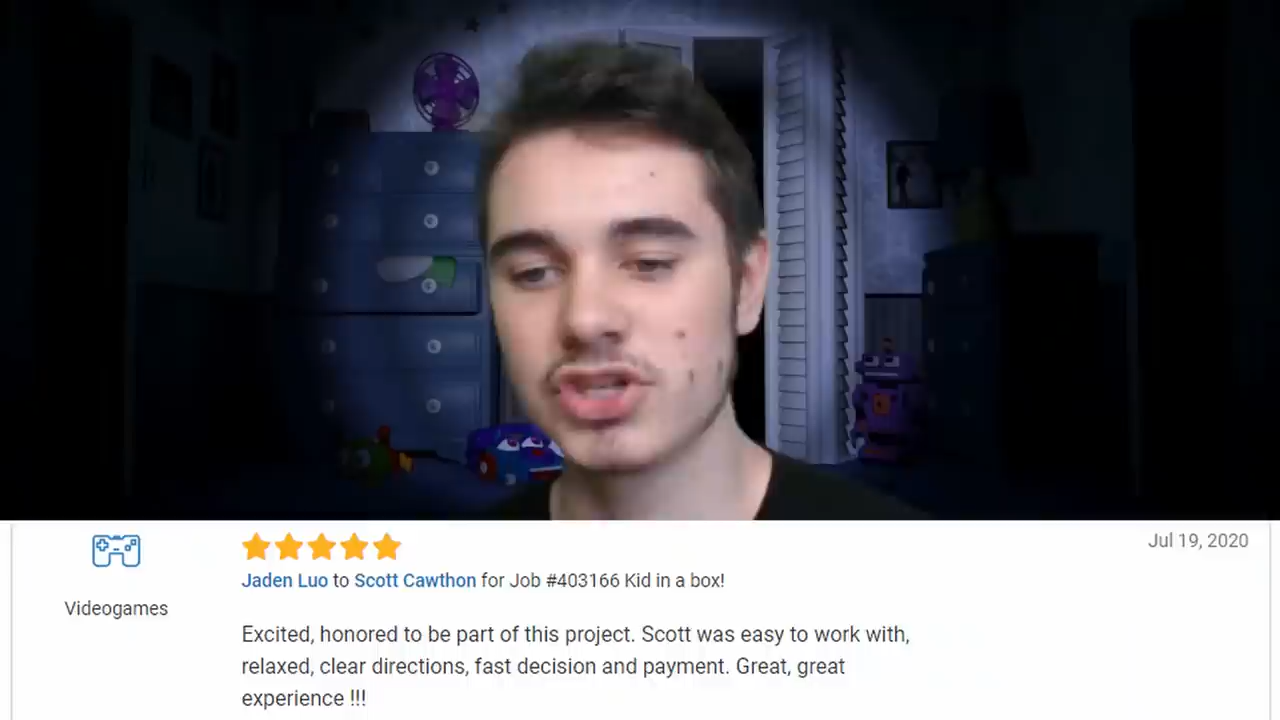 Jul 19, 2020
Jaden Luo to Scott Cawthon for Job #403166 Kid in a box!
Videogames
Excited, honored to be part of this project. Scott was easy to work with,
relaxed, clear directions, fast decision and payment. Great, great
experience !!!